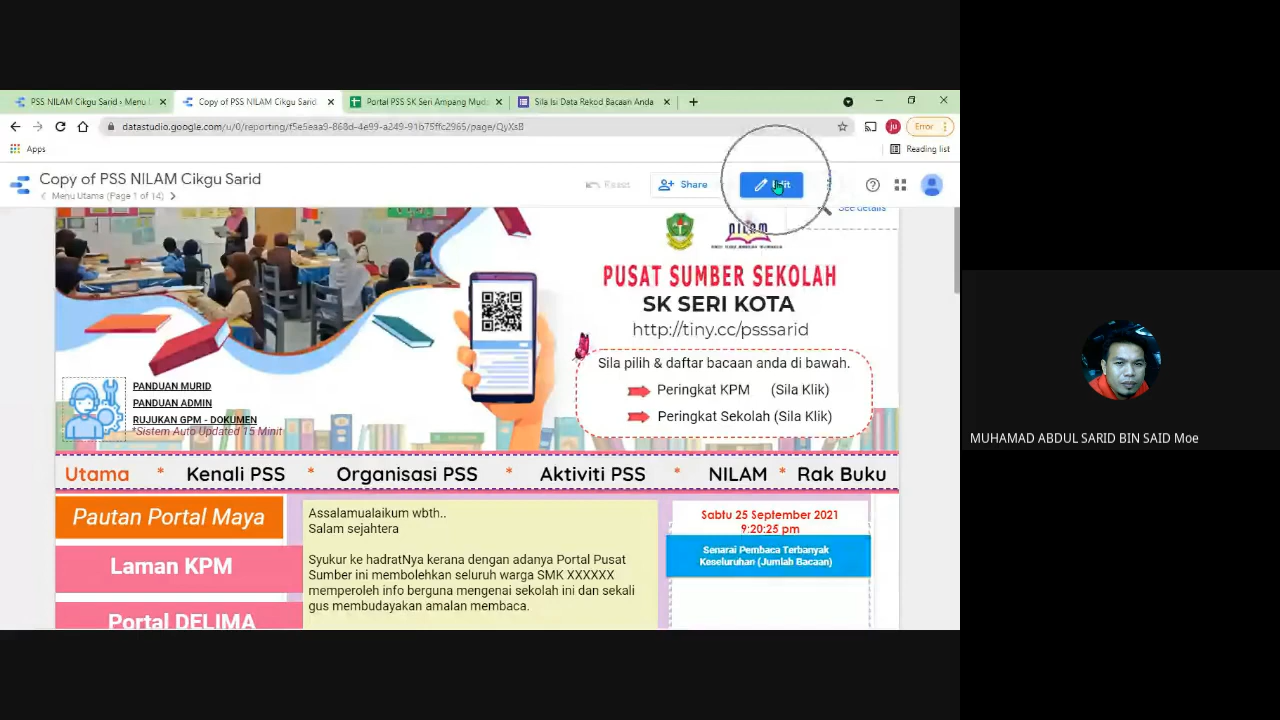 PSS NILAM Cikgu Sarid › Menu
Copy of PSS NILAM Cikgu Sarid
Portal PSS SK Seri Ampang Mud
Sila Isi Data Rekod Bacaan Anda
datastudio.google.com/u/0/reporting/f5e5eaa9-868d-4e99-a249-91b75ffc2965/page/QyXsB
ju
Error
Apps
Reading list
Copy of PSS NILAM Cikgu Sarid
Menu Utama (Page 1 of 14)
Reset
Share
Edit
See details
NILAM
PUSAT SUMBER SEKOLAH
SK SERI KOTA
http://tiny.cc/psssarid
Sila pilih & daftar bacaan anda di bawah.
Peringkat KPM (Sila Klik)
Peringkat Sekolah (Sila Klik)
PANDUAN MURID
PANDUAN ADMIN
RUJUKAN GPM - DOKUMEN
*Sistem Auto Updated 15 Minit
Utama * Kenali PSS * Organisasi PSS * Aktiviti PSS * NILAM * Rak Buku
Pautan Portal Maya
Laman KPM
Portal DELIMA
Assalamualaikum wbth..
Salam sejahtera
Syukur ke hadratNya kerana dengan adanya Portal Pusat
Sumber ini membolehkan seluruh warga SMK XXXXXX
memperoleh info berguna mengenai sekolah ini dan sekali
gus membudayakan amalan membaca.
Sabtu 25 September 2021
9:20:25 pm
Senarai Pembaca Terbanyak
Keseluruhan (Jumlah Bacaan)
MUHAMAD ABDUL SARID BIN SAID Moe